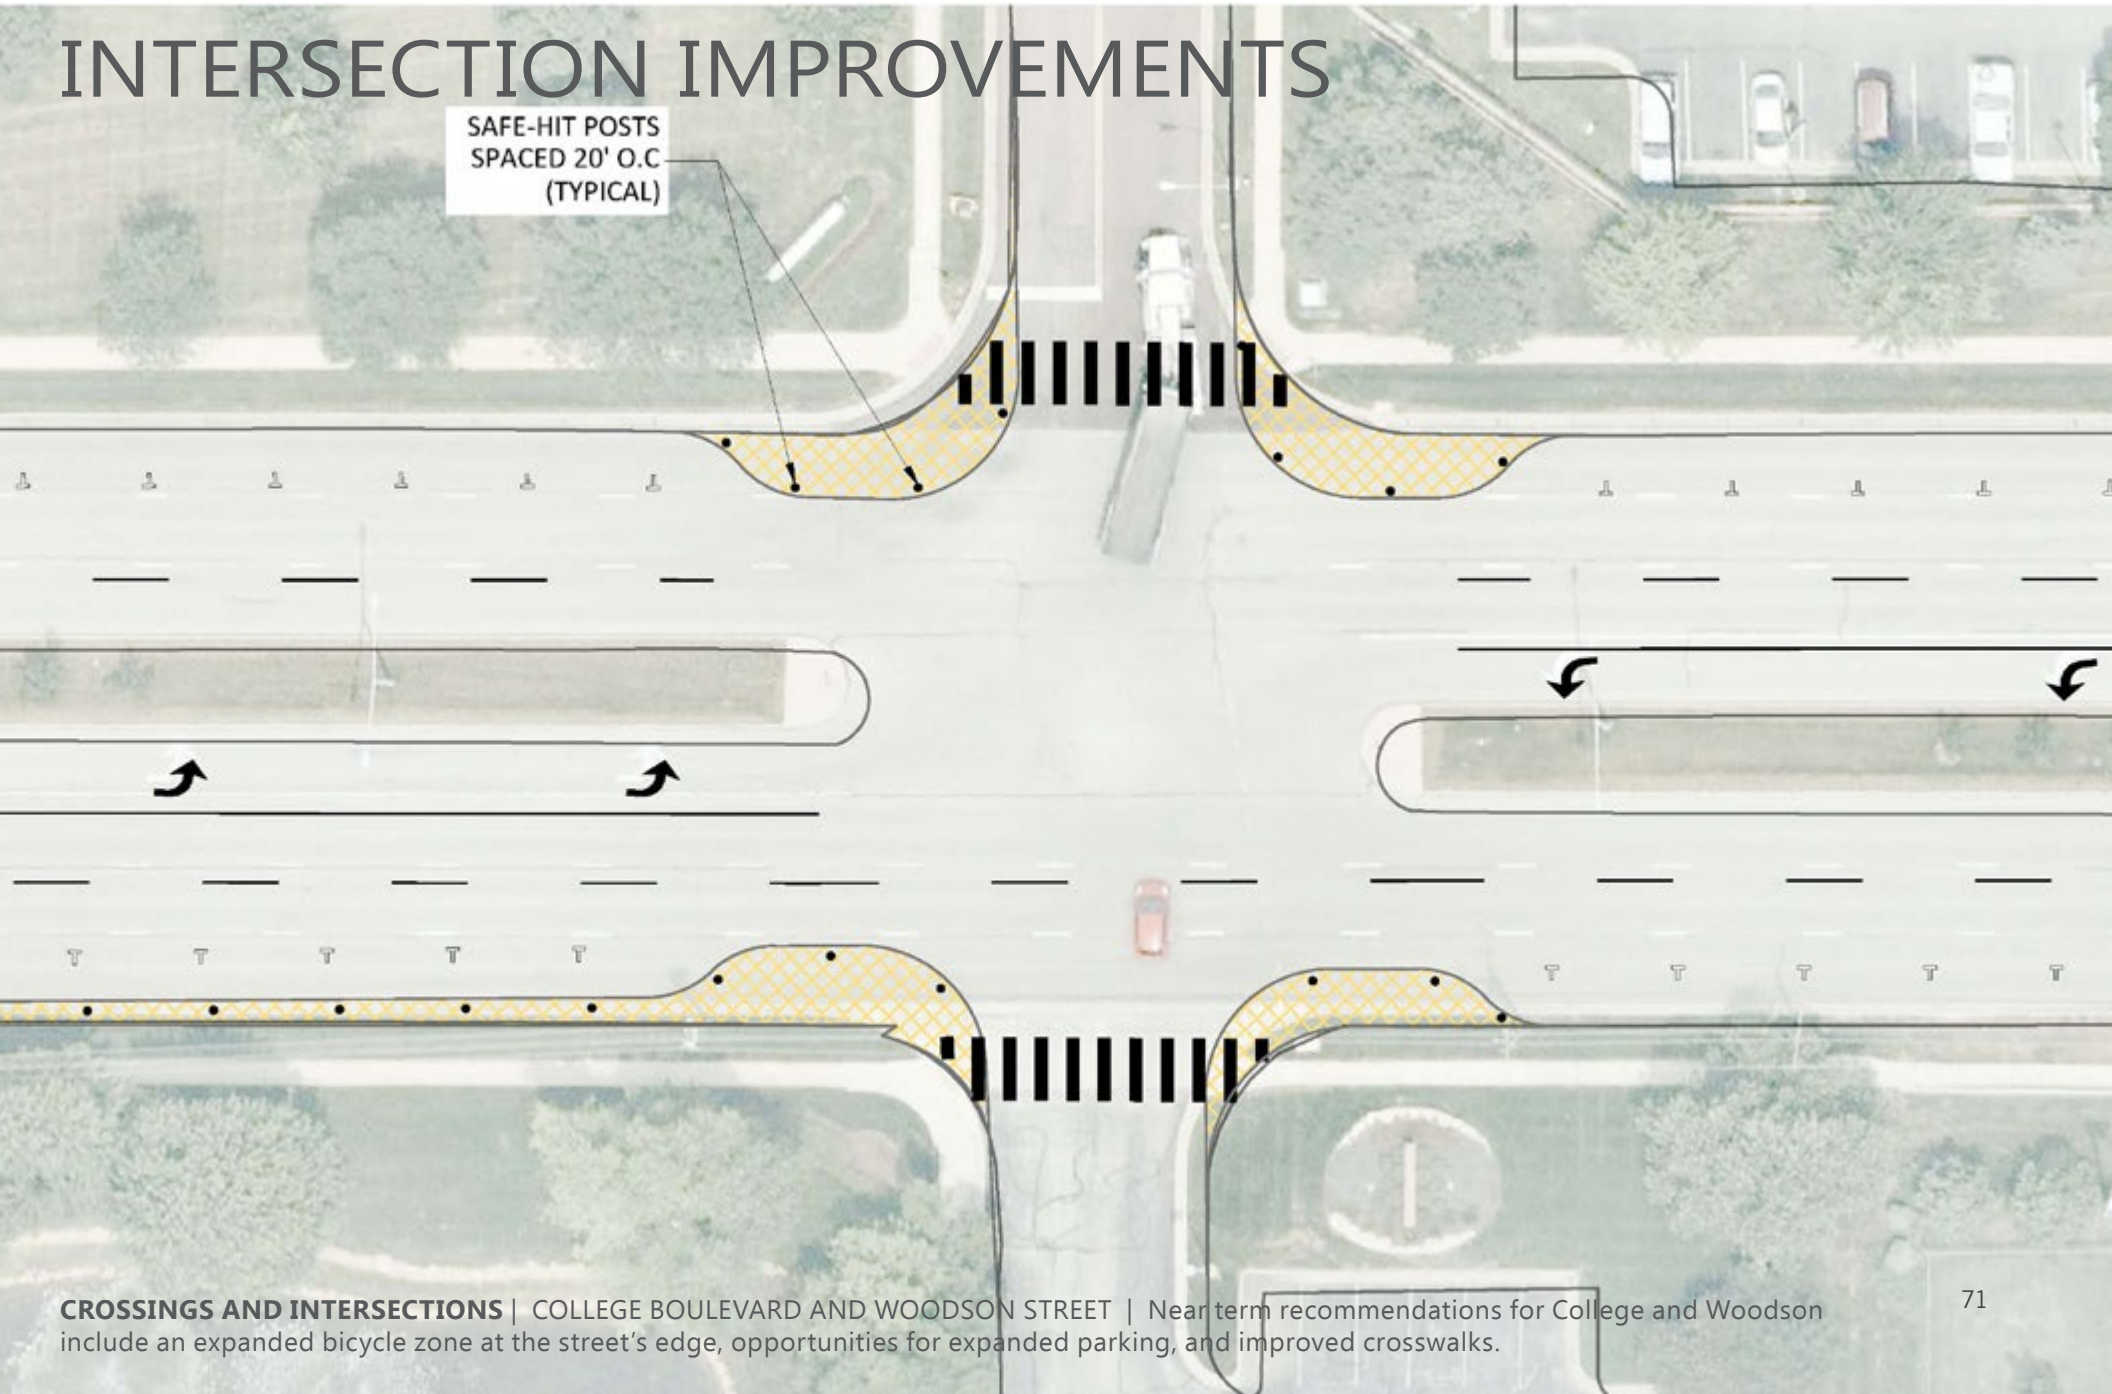 INTERSECTION IMPROVEMENTS
SAFE-HIT POSTS
SPACED 20' O.C
(TYPICAL)
CROSSINGS AND INTERSECTIONS | COLLEGE BOULEVARD AND WOODSON STREET | Near term recommendations for College and Woodson
include an expanded bicycle zone at the street’s edge, opportunities for expanded parking, and improved crosswalks.
71